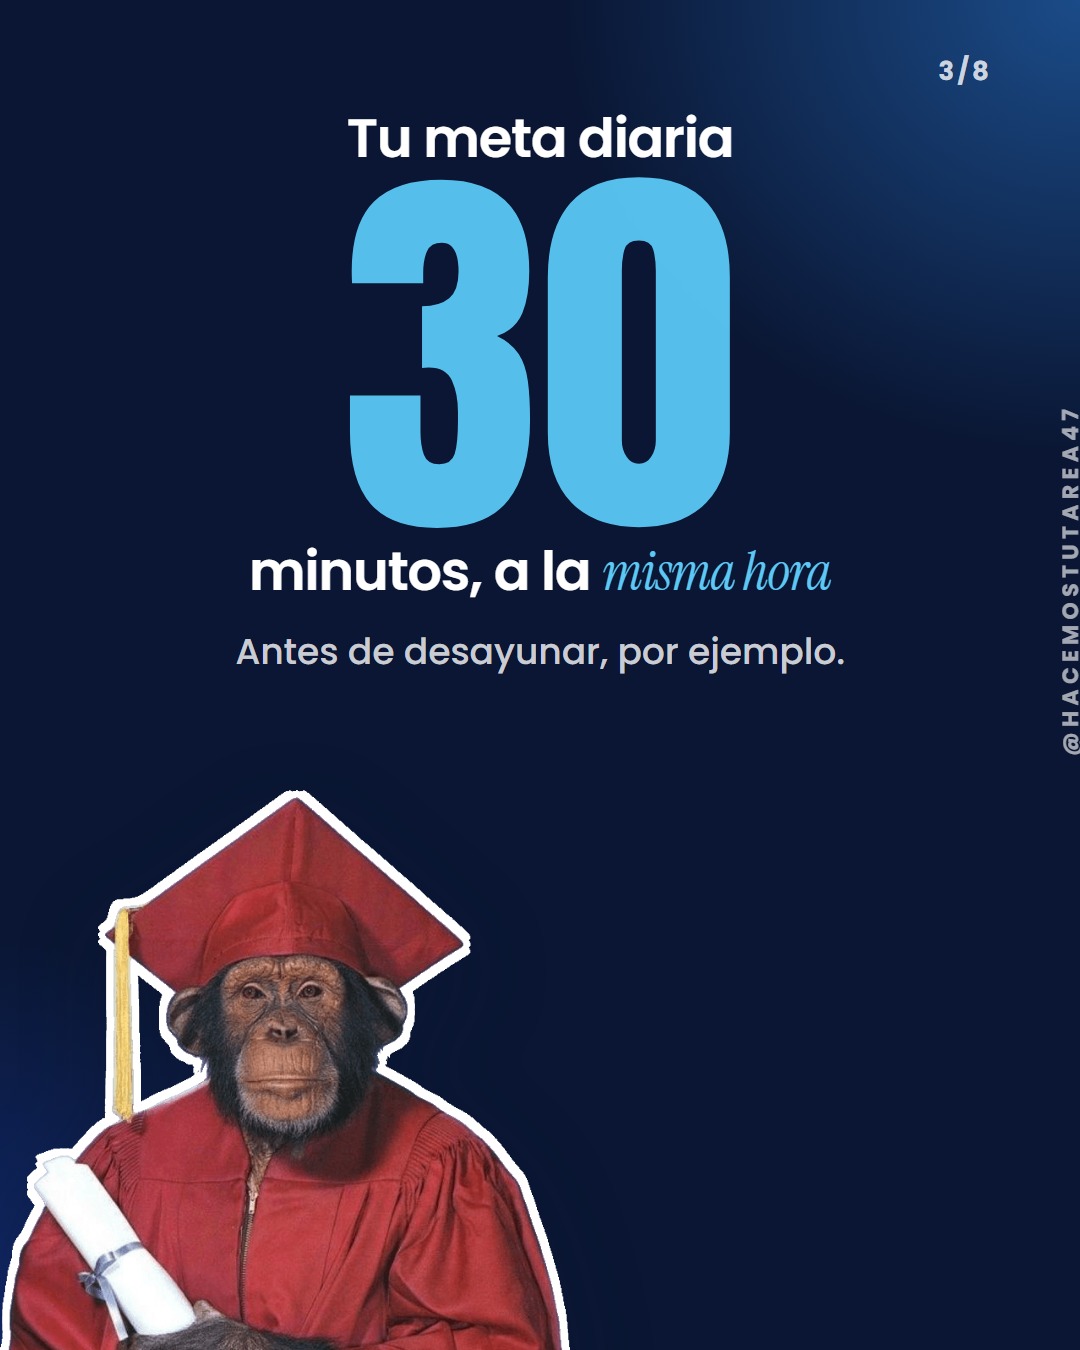 3/8
Tu meta diaria
30
minutos, a la misma hora
Antes de desayunar, por ejemplo.
@HACEMOSTUTAREA47